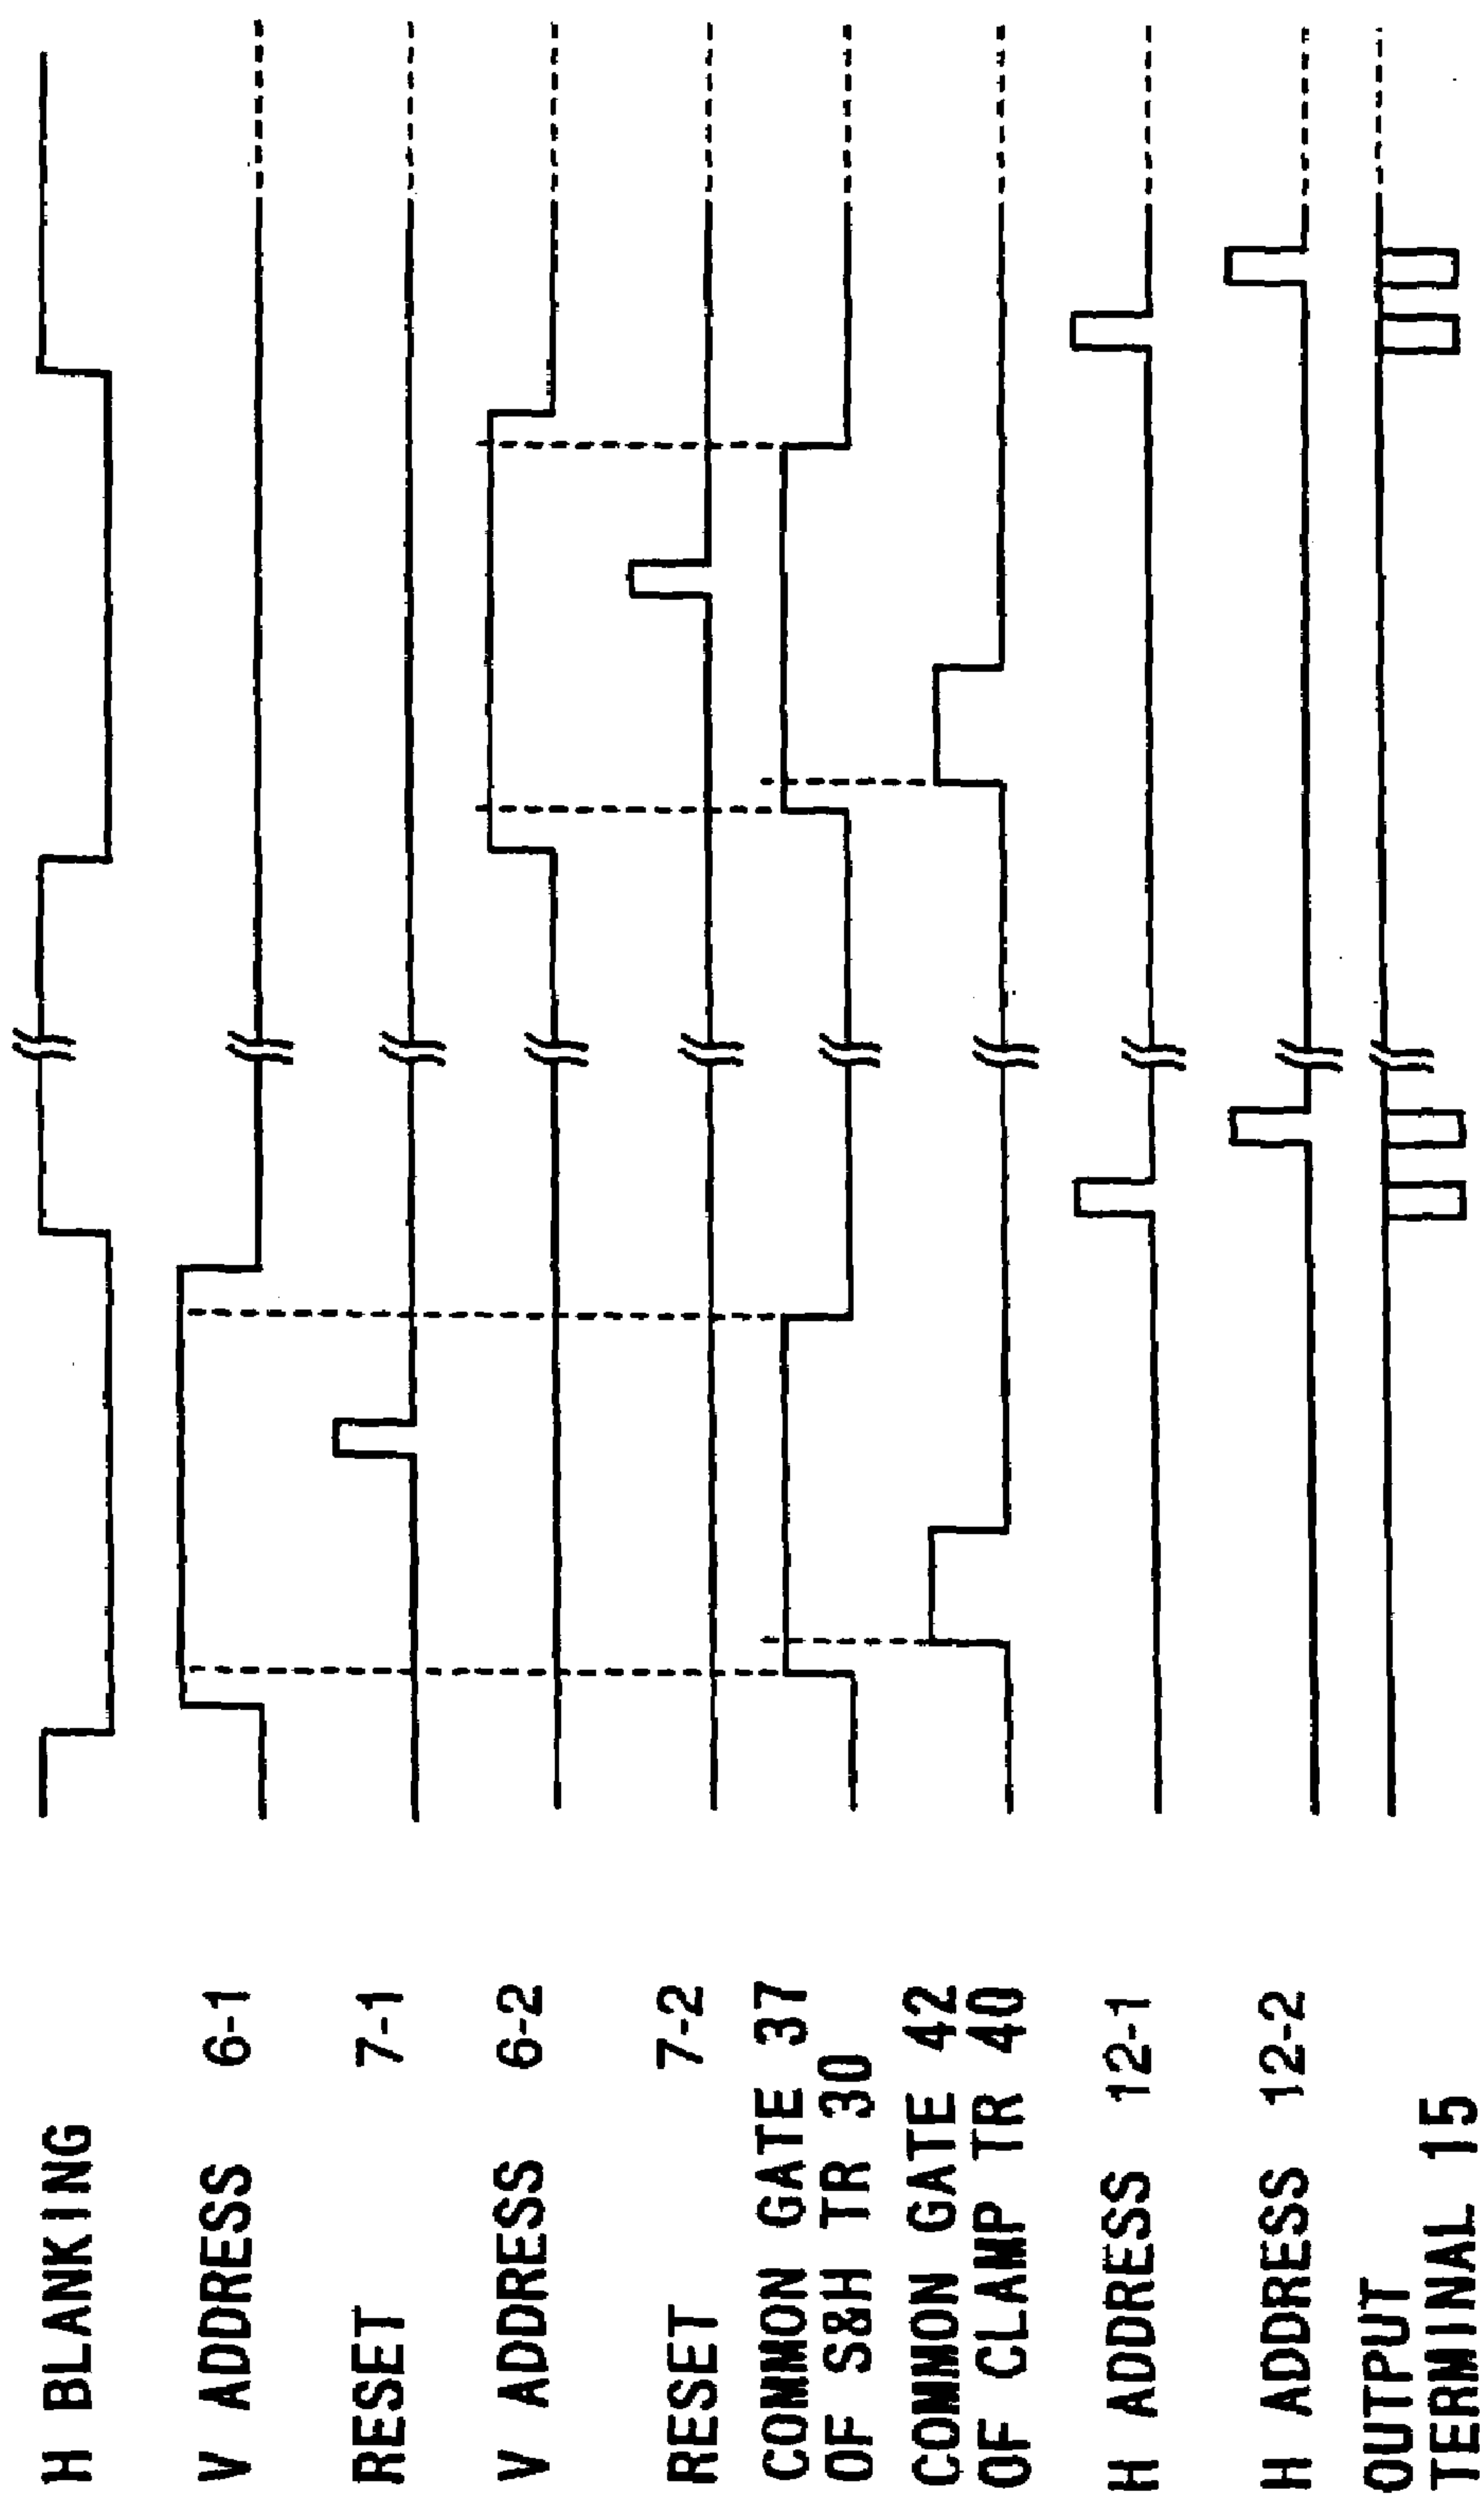 H BLANKING
V ADDRESS 6-1
RESET 7-1
V ADDRESS 6-2
RESET 7-2
COMMON GATE 37
OF S&H TR 30
COMMON GATE 42
OF CLAMP TR 40
H ADDRESS 12-1
H ADDRESS 12-2
OUTPUT
TERMINAL 15